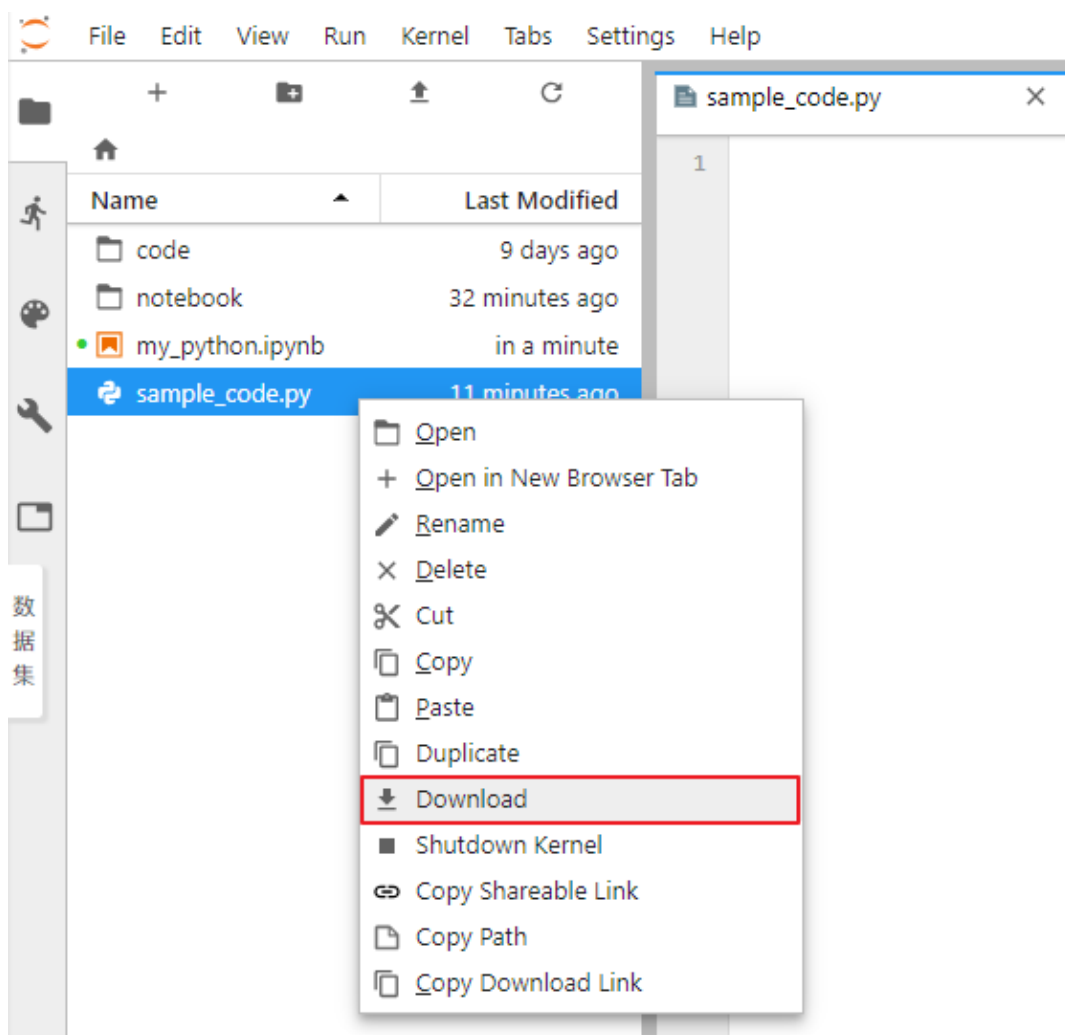 File Edit View Run Kernel Tabs Settings Help
sample_code.py
1
Name Last Modified
code 9 days ago
notebook 32 minutes ago
my_python.ipynb in a minute
sample_code.py 11 minutes ago
Open
Open in New Browser Tab
Rename
Delete
Cut
Copy
Paste
Duplicate
Download
Shutdown Kernel
Copy Shareable Link
Copy Path
Copy Download Link
数据集